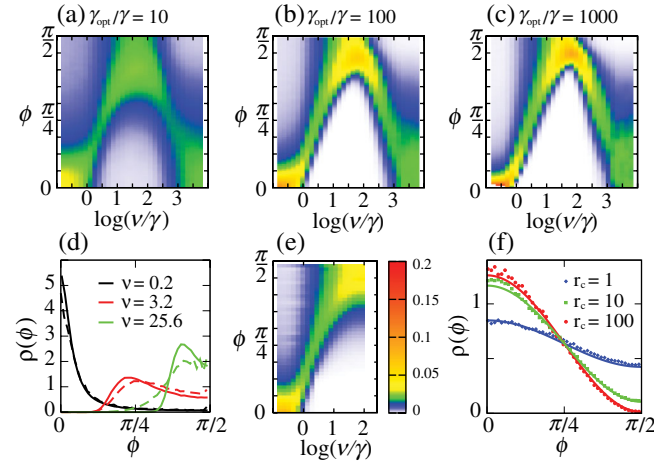 (a) γopt/γ = 10 (b) γopt/γ = 100 (c) γopt/γ = 1000
π/2 π/2 π/2
ϕ π/4 π/4 π/4
0 0 0
0 1 2 3 0 1 2 3 0 1 2 3
log(ν/γ) log(ν/γ) log(ν/γ)
(d) (e) (f)
5 4 3 2 1 0
ρ(ϕ)
ν = 0.2
ν = 3.2
ν = 25.6
0 π/4 π/2
ϕ
π/2
ϕ π/4
0
0 1 2
log(ν/γ)
0.2
0.15
0.1
0.05
0
1
ρ(ϕ)
0
rc = 1
rc = 10
rc = 100
0 π/4 π/2
ϕ